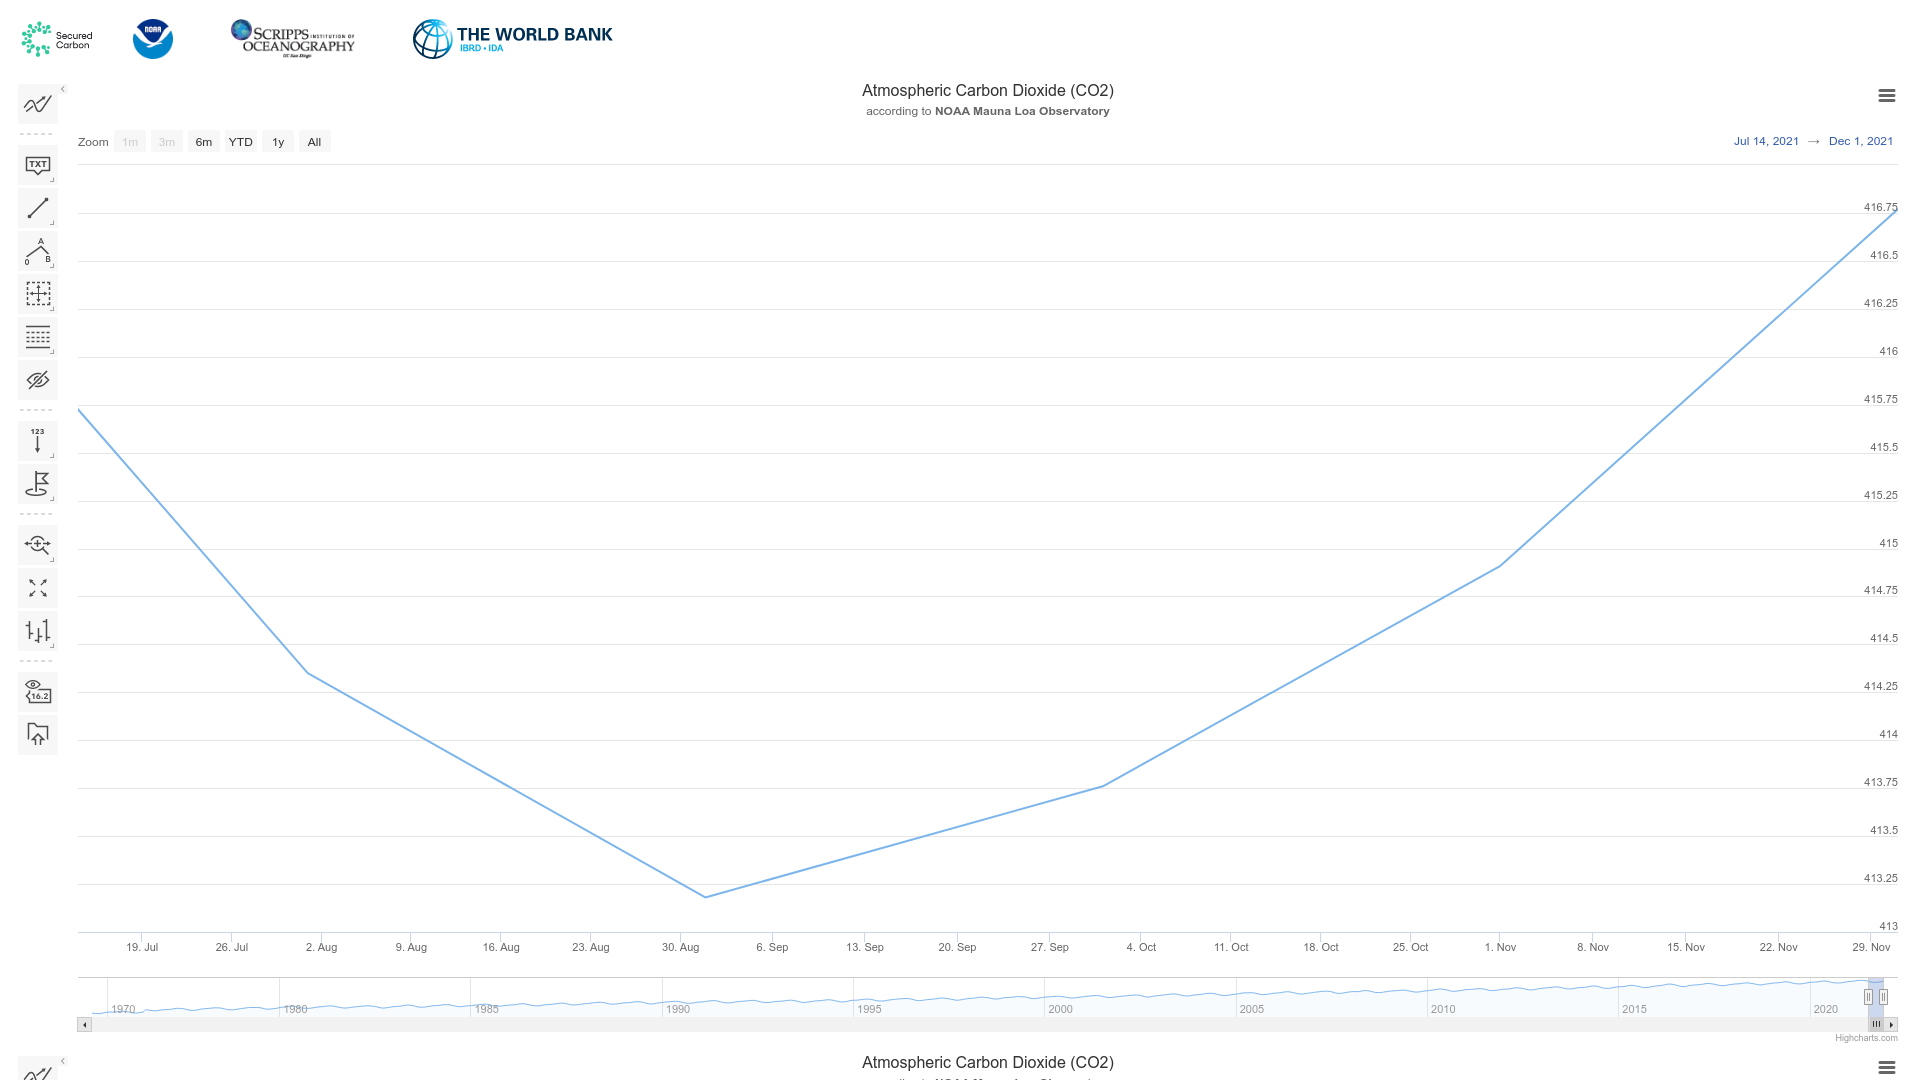 Secured
Carbon
NOAA
SCRIPPS INSTITUTION OF
OCEANOGRAPHY
UC San Diego
THE WORLD BANK
IBRD • IDA
Atmospheric Carbon Dioxide (CO2)
according to NOAA Mauna Loa Observatory
Zoom 1m 3m 6m YTD 1y All
Jul 14, 2021 → Dec 1, 2021
TXT
A
0 B
123
16.2
416.75
416.5
416.25
416
415.75
415.5
415.25
415
414.75
414.5
414.25
414
413.75
413.5
413.25
413
19. Jul 26. Jul 2. Aug 9. Aug 16. Aug 23. Aug 30. Aug 6. Sep 13. Sep 20. Sep 27. Sep 4. Oct 11. Oct 18. Oct 25. Oct 1. Nov 8. Nov 15. Nov 22. Nov 29. Nov
1970 1980 1985 1990 1995 2000 2005 2010 2015 2020
Highcharts.com
Atmospheric Carbon Dioxide (CO2)